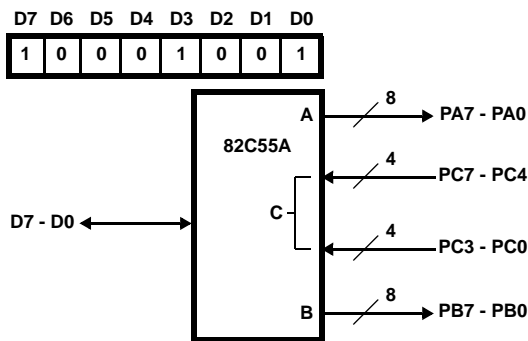 D7 D6 D5 D4 D3 D2 D1 D0
1 0 0 0 1 0 0 1
A 8 PA7 - PA0
82C55A
4 PC7 - PC4
C
D7 - D0
4 PC3 - PC0
B 8 PB7 - PB0